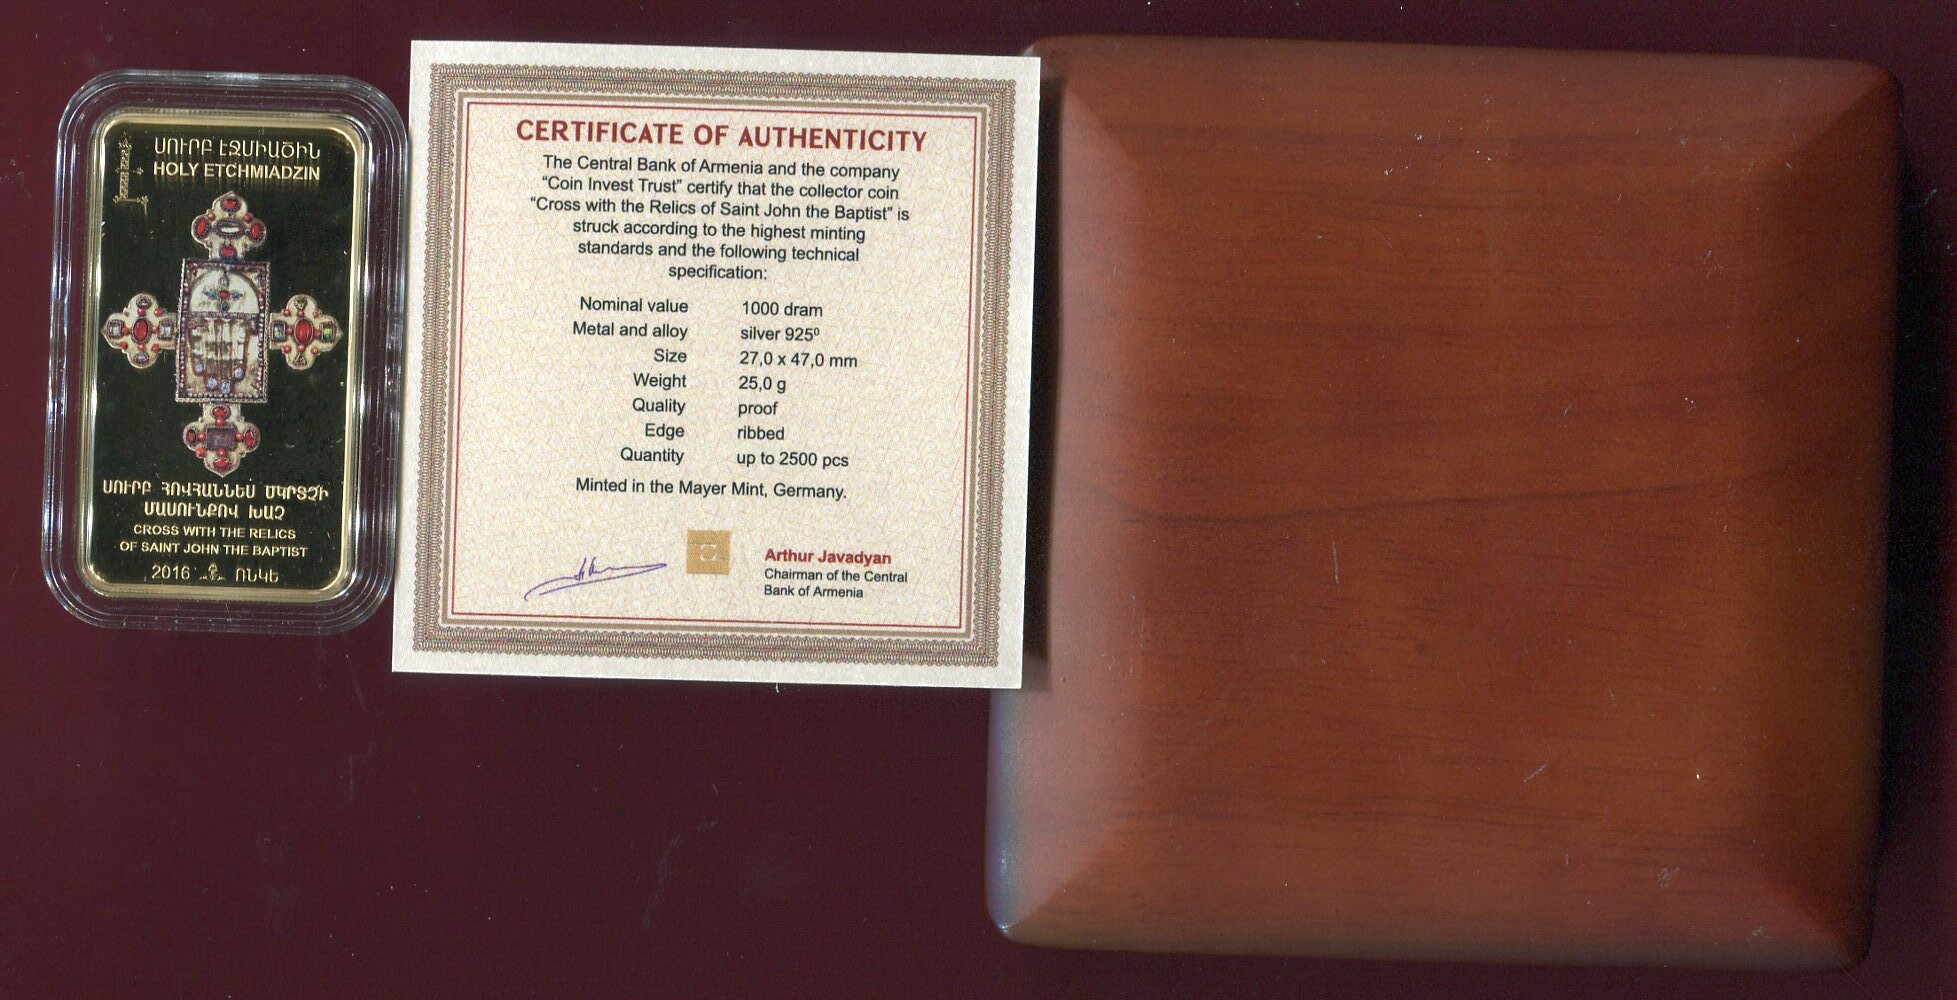 ՍՈՒՐԲ ԷՋՄԻԱԾԻՆ
HOLY ETCHMIADZIN
ՍՈՒՐԲ ՀՈՎՀԱՆՆԵՍ ՄԿՐՏՉԻ
ՄԱՍՈՒՆՔՈՎ ԽԱՉ
CROSS WITH THE RELICS
OF SAINT JOHN THE BAPTIST
2016 ՌՆԿԵ
CERTIFICATE OF AUTHENTICITY
The Central Bank of Armenia and the company
“Coin Invest Trust” certify that the collector coin
“Cross with the Relics of Saint John the Baptist” is
struck according to the highest minting
standards and the following technical
specification:
Nominal value 1000 dram
Metal and alloy silver 925⁰
Size 27,0 x 47,0 mm
Weight 25,0 g
Quality proof
Edge ribbed
Quantity up to 2500 pcs
Minted in the Mayer Mint, Germany.
Arthur Javadyan
Chairman of the Central
Bank of Armenia